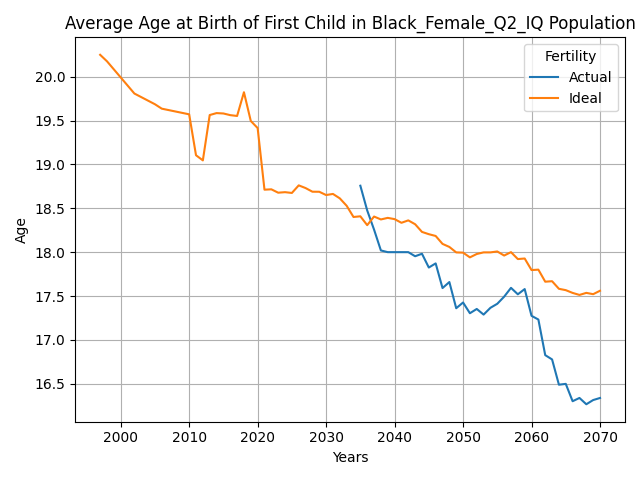 Average Age at Birth of First Child in Black_Female_Q2_IQ Population
Fertility
Actual
Ideal
Age
20.0
19.5
19.0
18.5
18.0
17.5
17.0
16.5
2000 2010 2020 2030 2040 2050 2060 2070
Years